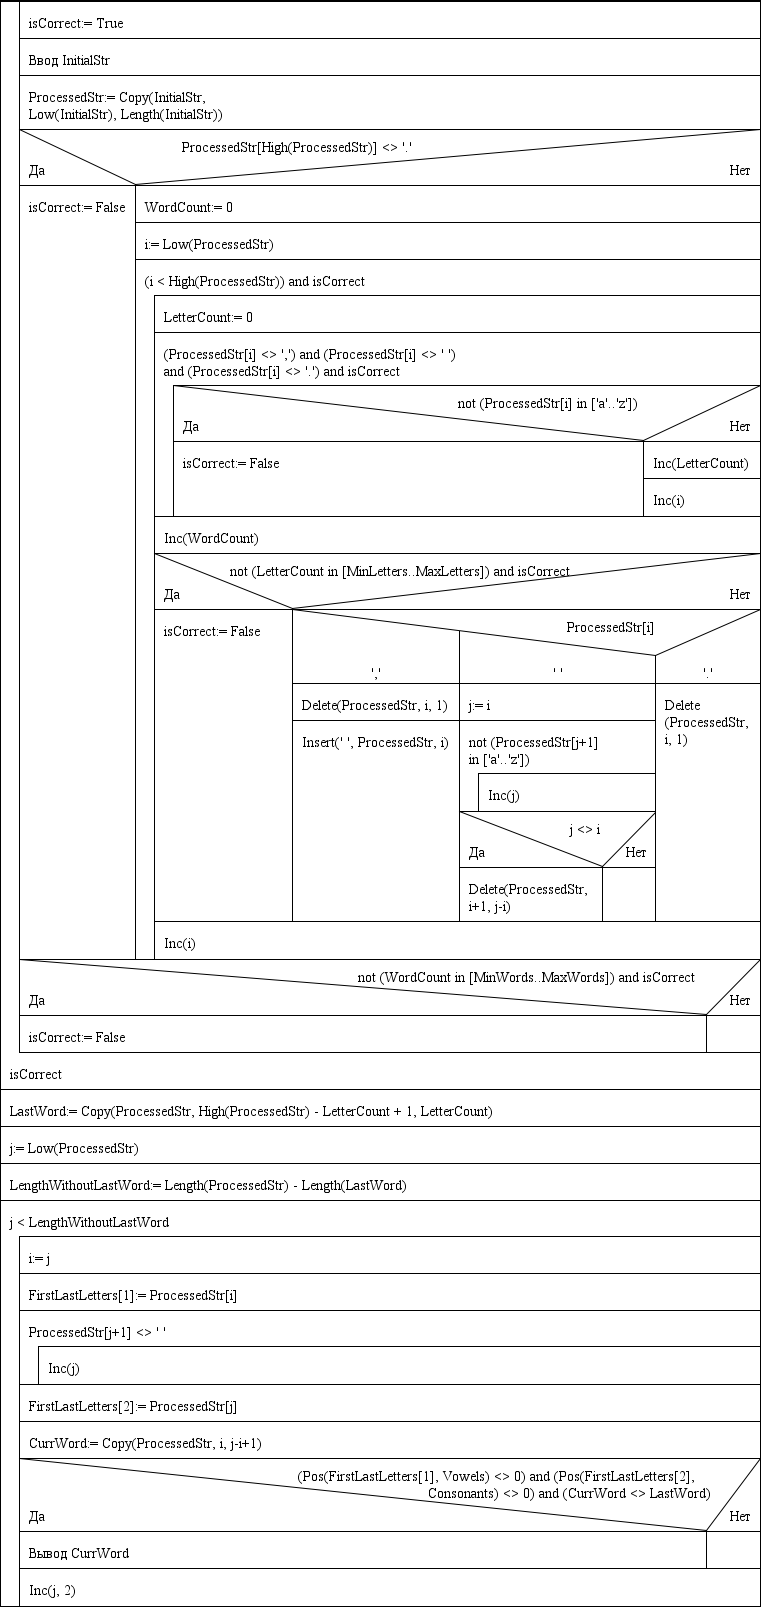 isCorrect:= True
Ввод InitialStr
ProcessedStr:= Copy(InitialStr,
Low(InitialStr), Length(InitialStr))
ProcessedStr[High(ProcessedStr)] <> '.'
Да
Нет
isCorrect:= False
WordCount:= 0
i:= Low(ProcessedStr)
(i < High(ProcessedStr)) and isCorrect
LetterCount:= 0
(ProcessedStr[i] <> ',') and (ProcessedStr[i] <> ' ')
and (ProcessedStr[i] <> '.') and isCorrect
not (ProcessedStr[i] in ['a'..'z'])
Да
Нет
isCorrect:= False
Inc(LetterCount)
Inc(i)
Inc(WordCount)
not (LetterCount in [MinLetters..MaxLetters]) and isCorrect
Да
Нет
isCorrect:= False
ProcessedStr[i]
','
' '
'.'
Delete(ProcessedStr, i, 1)
Insert(' ', ProcessedStr, i)
j:= i
not (ProcessedStr[j+1]
in ['a'..'z'])
Inc(j)
j <> i
Да
Нет
Delete(ProcessedStr,
i+1, j-i)
Delete
(ProcessedStr,
i, 1)
Inc(i)
not (WordCount in [MinWords..MaxWords]) and isCorrect
Да
Нет
isCorrect:= False
isCorrect
LastWord:= Copy(ProcessedStr, High(ProcessedStr) - LetterCount + 1, LetterCount)
j:= Low(ProcessedStr)
LengthWithoutLastWord:= Length(ProcessedStr) - Length(LastWord)
j < LengthWithoutLastWord
i:= j
FirstLastLetters[1]:= ProcessedStr[i]
ProcessedStr[j+1] <> ' '
Inc(j)
FirstLastLetters[2]:= ProcessedStr[j]
CurrWord:= Copy(ProcessedStr, i, j-i+1)
(Pos(FirstLastLetters[1], Vowels) <> 0) and (Pos(FirstLastLetters[2],
Consonants) <> 0) and (CurrWord <> LastWord)
Да
Нет
Вывод CurrWord
Inc(j, 2)